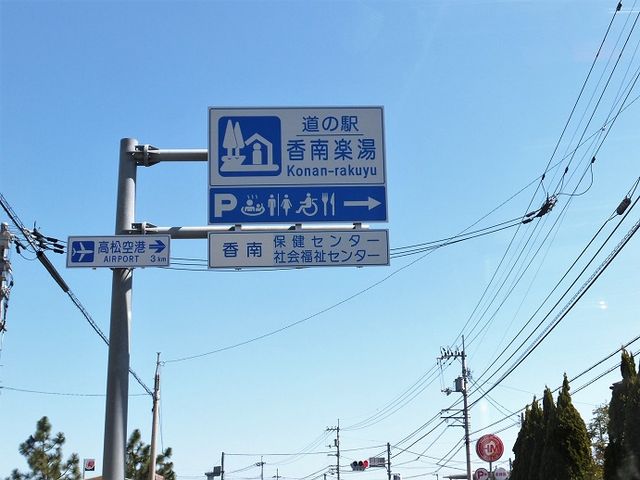 道の駅
香南楽湯
Konan-rakuyu
P
高松空港
AIRPORT 3km
香南 保健センター
社会福祉センター